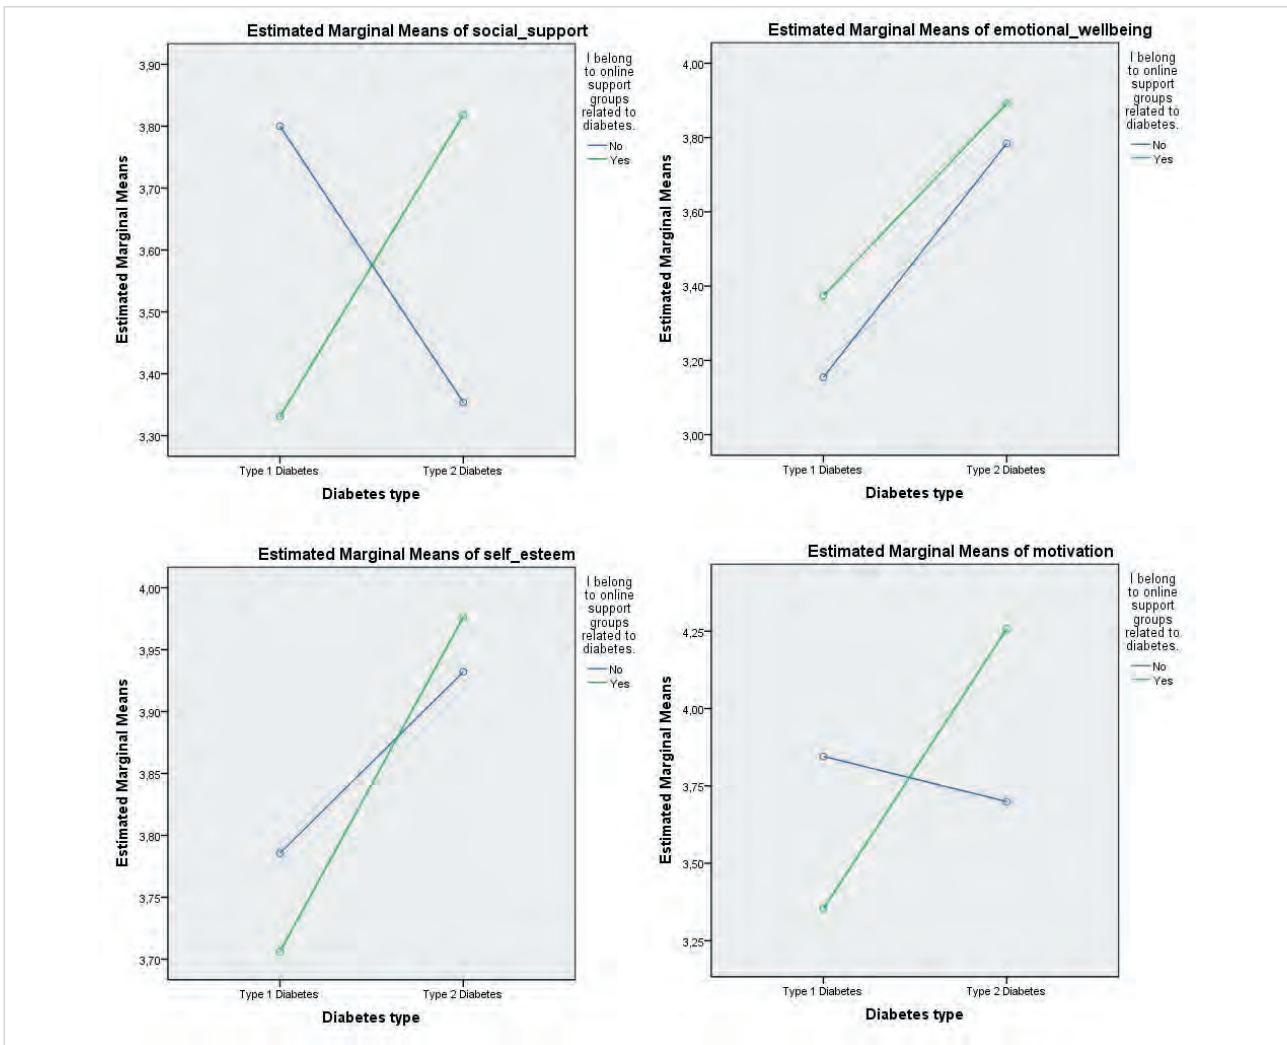 Estimated Marginal Means of social_support
I belong
to online
support
groups
related to
diabetes.
No
Yes
3,90
3,80
3,70
3,60
3,50
3,40
3,30
Estimated Marginal Means
Type 1 Diabetes
Type 2 Diabetes
Diabetes type
Estimated Marginal Means of emotional_wellbeing
I belong
to online
support
groups
related to
diabetes.
No
Yes
4,00
3,80
3,60
3,40
3,20
3,00
Estimated Marginal Means
Type 1 Diabetes
Type 2 Diabetes
Diabetes type
Estimated Marginal Means of self_esteem
I belong
to online
support
groups
related to
diabetes.
No
Yes
4,00
3,95
3,90
3,85
3,80
3,75
3,70
Estimated Marginal Means
Type 1 Diabetes
Type 2 Diabetes
Diabetes type
Estimated Marginal Means of motivation
I belong
to online
support
groups
related to
diabetes.
No
Yes
4,25
4,00
3,75
3,50
3,25
Estimated Marginal Means
Type 1 Diabetes
Type 2 Diabetes
Diabetes type